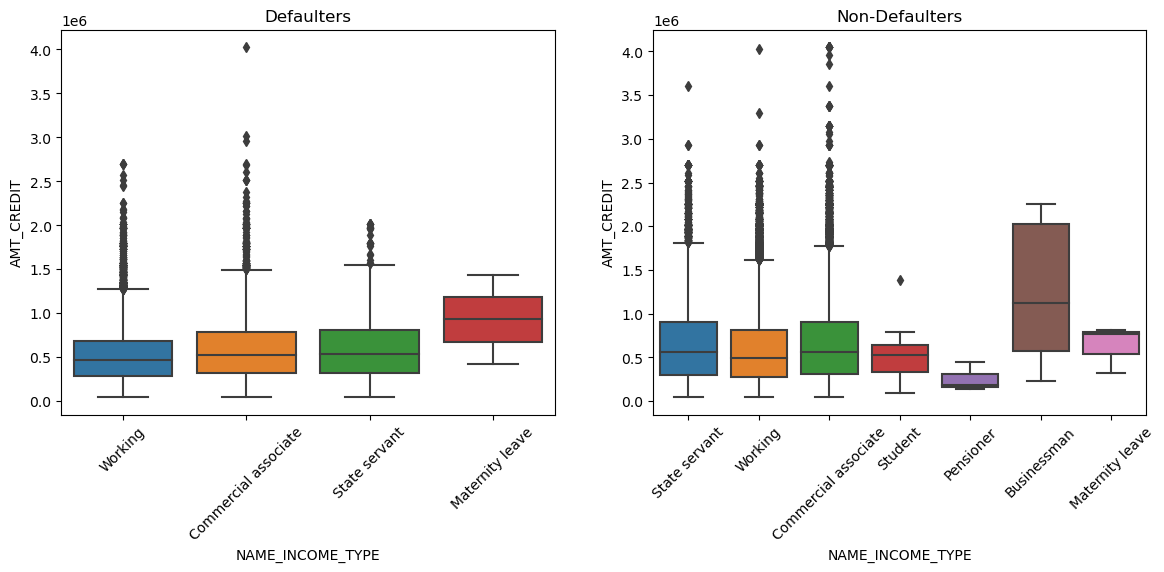 Defaulters
1e6
4.0
3.5
3.0
2.5
2.0
1.5
1.0
0.5
0.0
AMT_CREDIT
Working
Commercial associate
State servant
Maternity leave
NAME_INCOME_TYPE
Non-Defaulters
1e6
4.0
3.5
3.0
2.5
2.0
1.5
1.0
0.5
0.0
AMT_CREDIT
State servant
Working
Commercial associate
Student
Pensioner
Businessman
Maternity leave
NAME_INCOME_TYPE